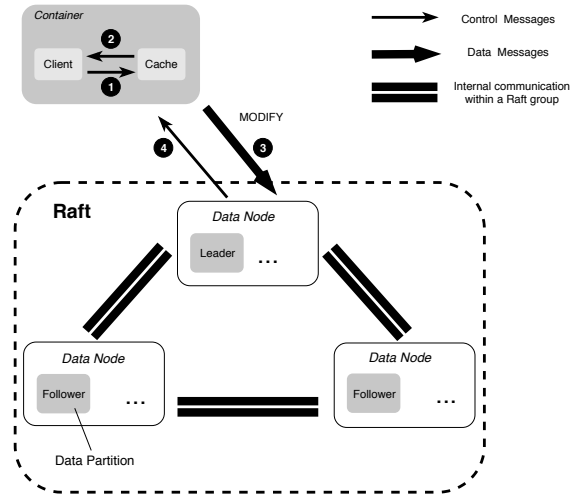 Container
2
Client
Cache
1
Control Messages
Data Messages
Internal communication
within a Raft group
MODIFY
4
3
Raft
Data Node
Leader
...
Data Node
Follower
...
Data Node
Follower
...
Data Partition